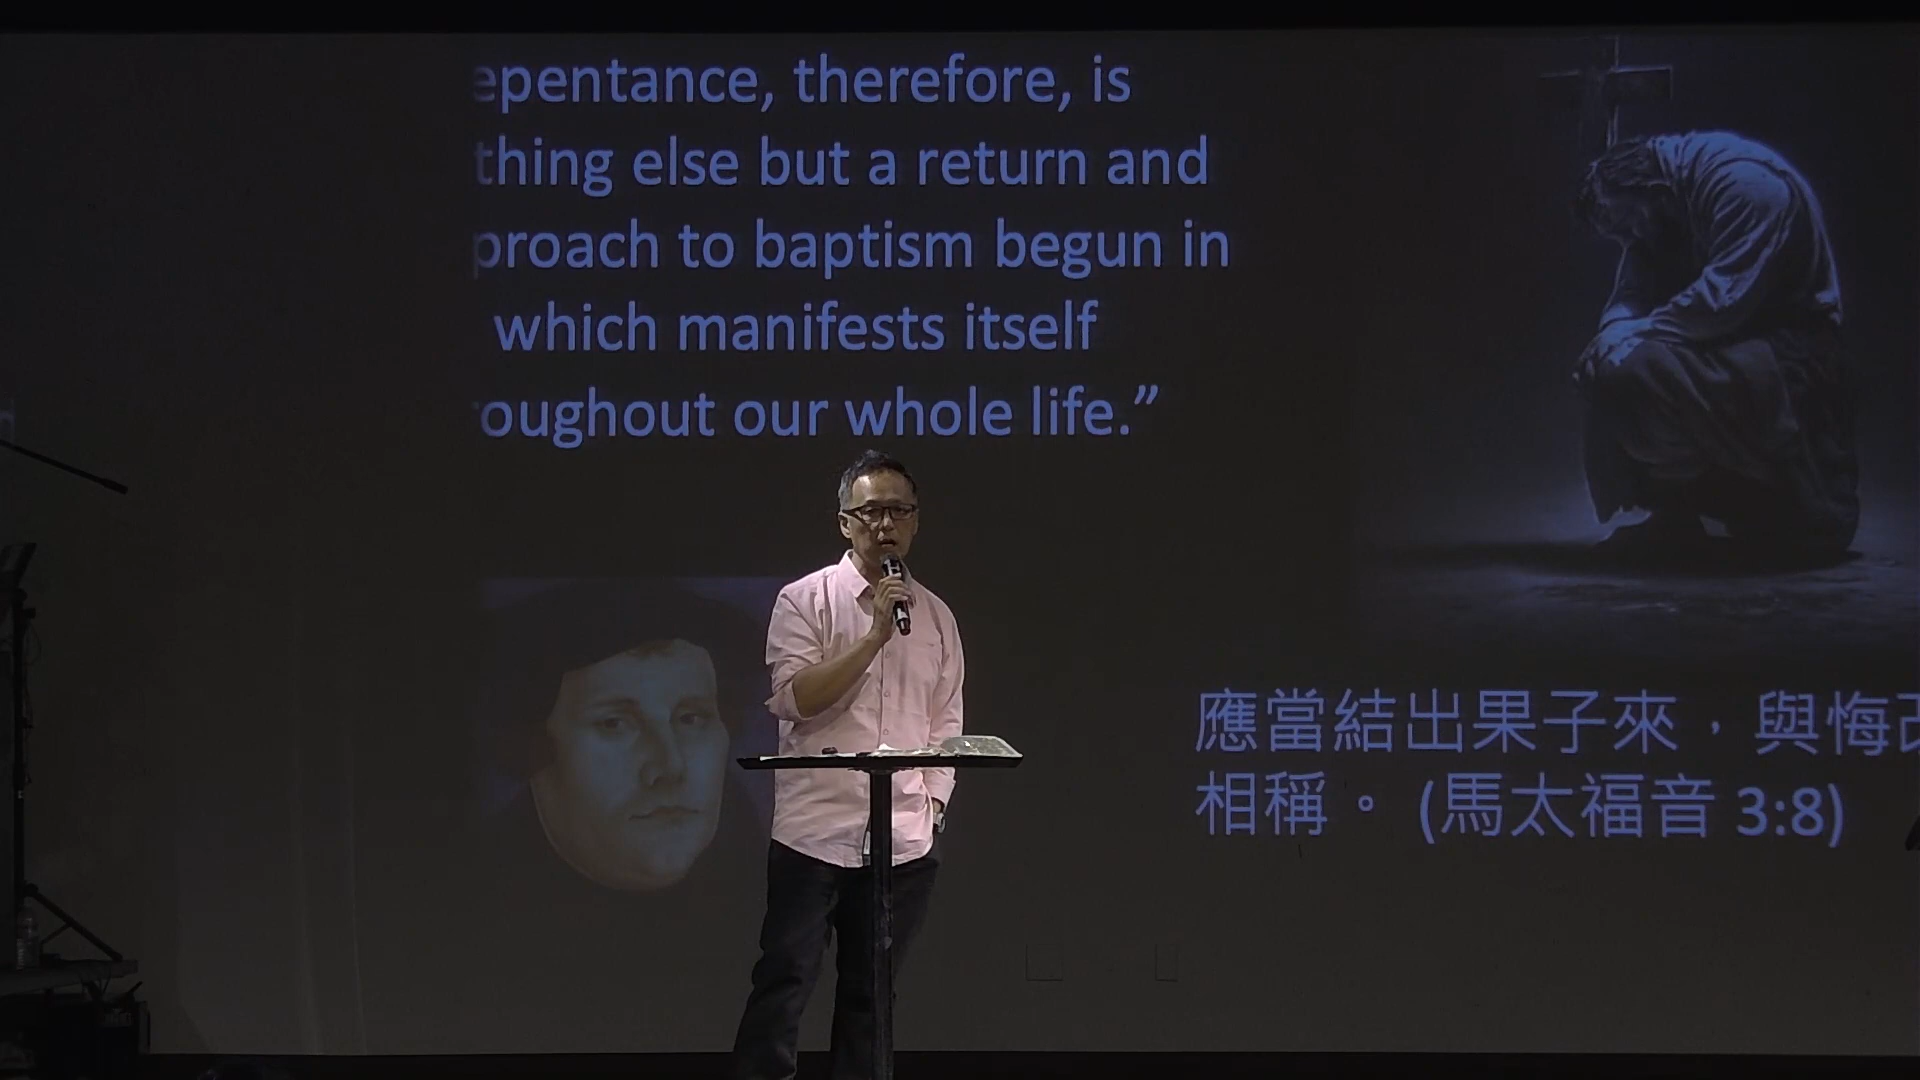 epentance, therefore, is
thing else but a return and
proach to baptism begun in
which manifests itself
oughout our whole life.”
應當結出果子來，與悔
相稱。 (馬太福音 3:8)